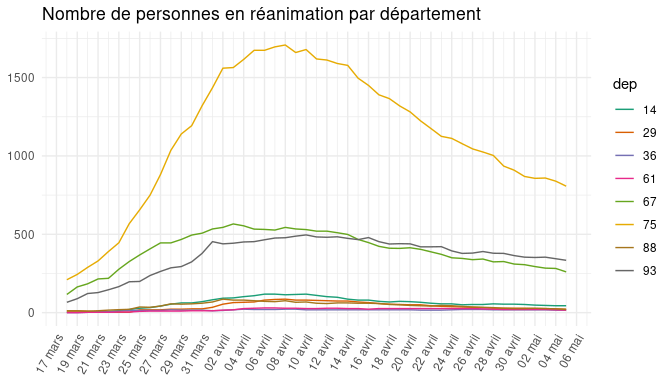 Nombre de personnes en réanimation par département
1500
1000
500
0
17 mars
19 mars
21 mars
23 mars
25 mars
27 mars
29 mars
31 mars
02 avril
04 avril
06 avril
08 avril
10 avril
12 avril
14 avril
16 avril
18 avril
20 avril
22 avril
24 avril
26 avril
28 avril
30 avril
02 mai
04 mai
06 mai
dep
14
29
36
61
67
75
88
93